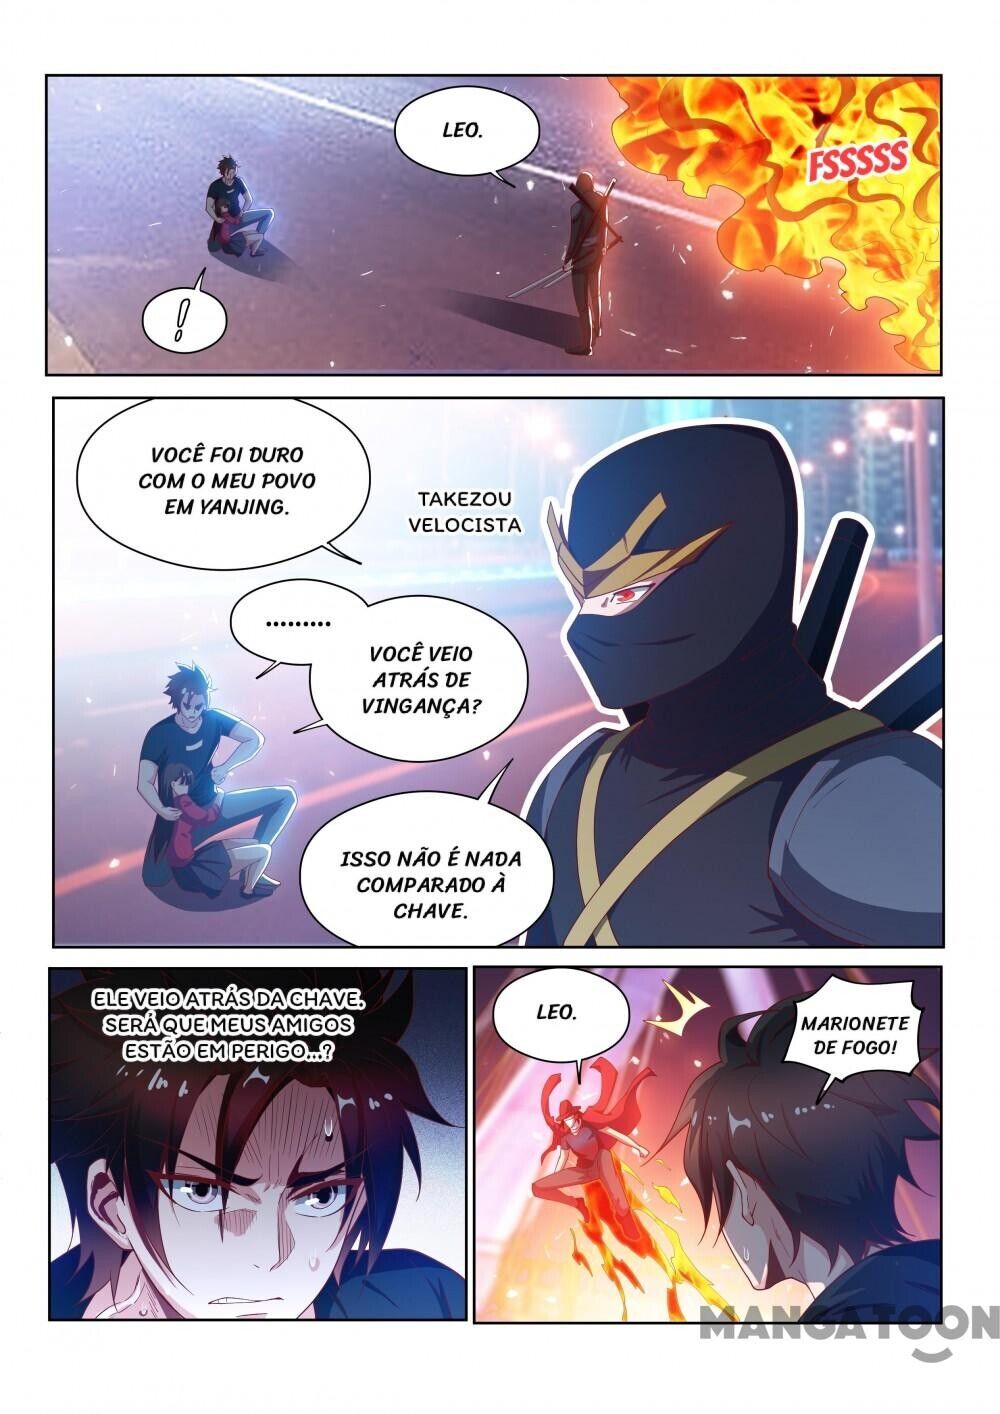 LEO.
FSSSSS
!
VOCÊ FOI DURO
COM O MEU POVO
EM YANJING.
TAKEZOU
VELOCISTA
.........
VOCÊ VEIO
ATRÁS DE
VINGANÇA?
ISSO NÃO É NADA
COMPARADO À
CHAVE.
ELE VEIO ATRÁS DA CHAVE.
SERÁ QUE MEUS AMIGOS
ESTÃO EM PERIGO...?
LEO.
MARIONETE
DE FOGO!
MANGATOON